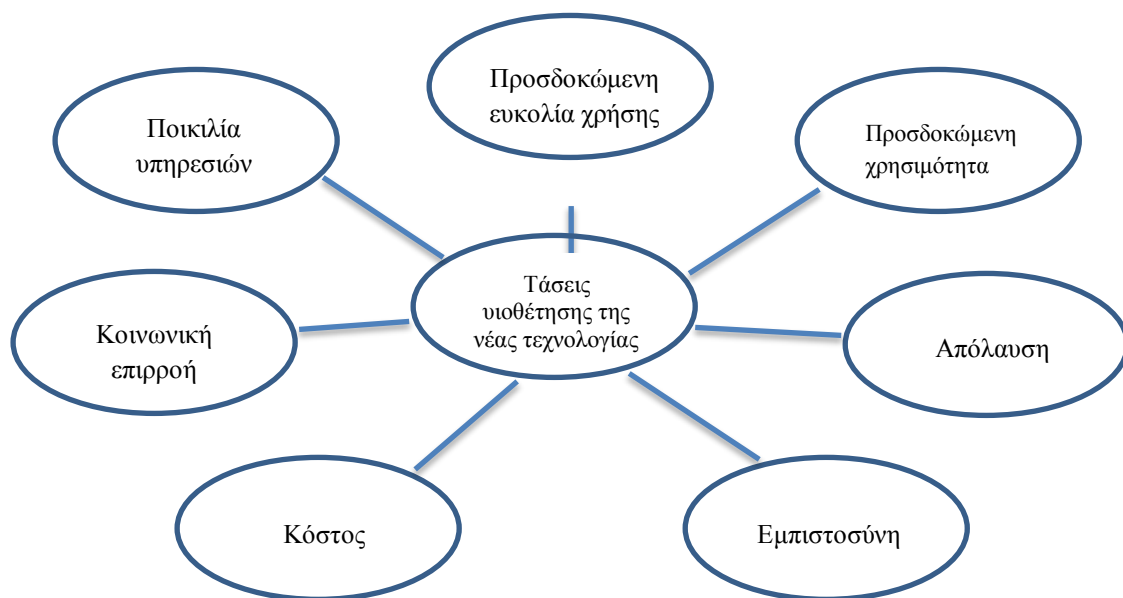 Προσδοκώμενη
ευκολία χρήσης
Ποικιλία
υπηρεσιών
Προσδοκώμενη
χρησιμότητα
Τάσεις
υιοθέτησης της
νέας τεχνολογίας
Κοινωνική
επιρροή
Απόλαυση
Κόστος
Εμπιστοσύνη